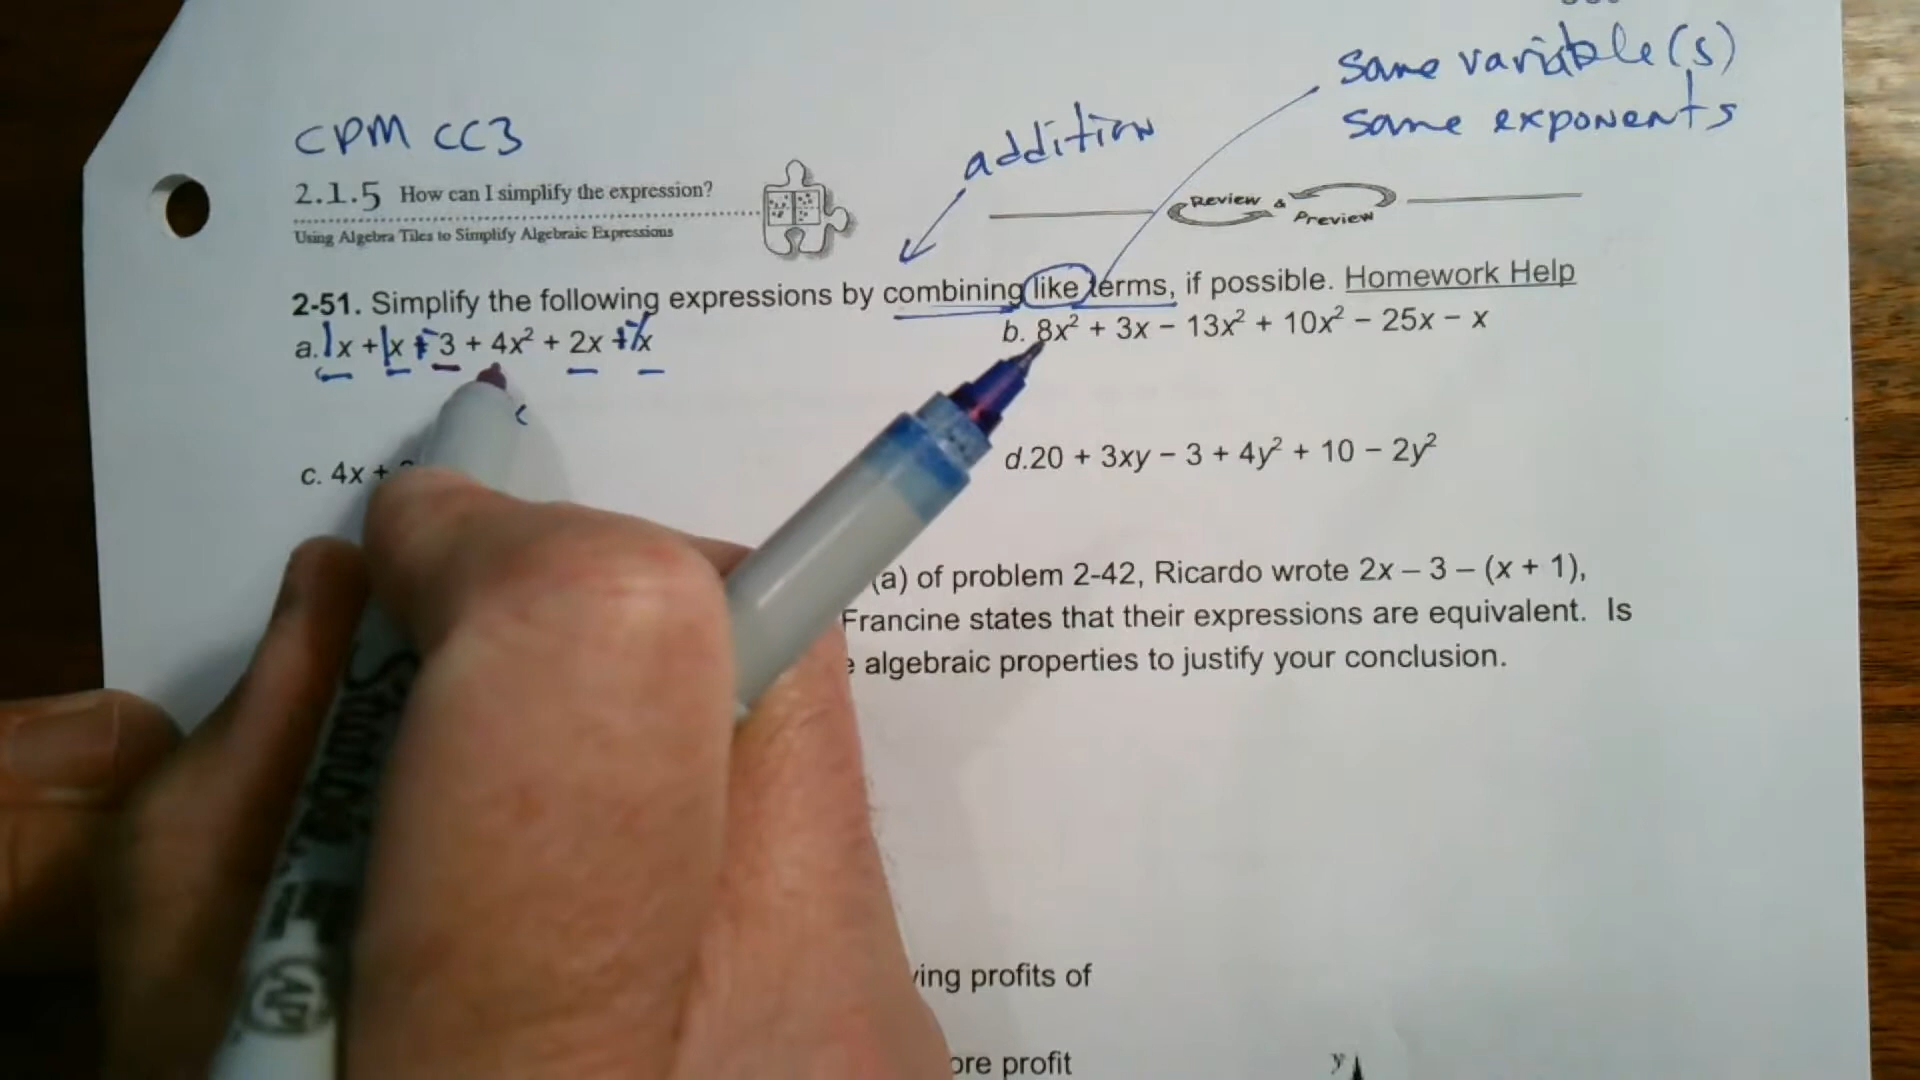 same variable(s)
same exponents
addition
CPM CC3
2.1.5 How can I simplify the expression?
Using Algebra Tiles to Simplify Algebraic Expressions
Review & Preview
2-51. Simplify the following expressions by combining like terms, if possible. Homework Help
a. 1x + 1x + -3 + 4x² + 2x + -1x
b. 8x² + 3x − 13x² + 10x² − 25x − x
c. 4x +
d.20 + 3xy − 3 + 4y² + 10 − 2y²
(a) of problem 2-42, Ricardo wrote 2x – 3 – (x + 1),
Francine states that their expressions are equivalent. Is
algebraic properties to justify your conclusion.
profits of
profit
y
AP